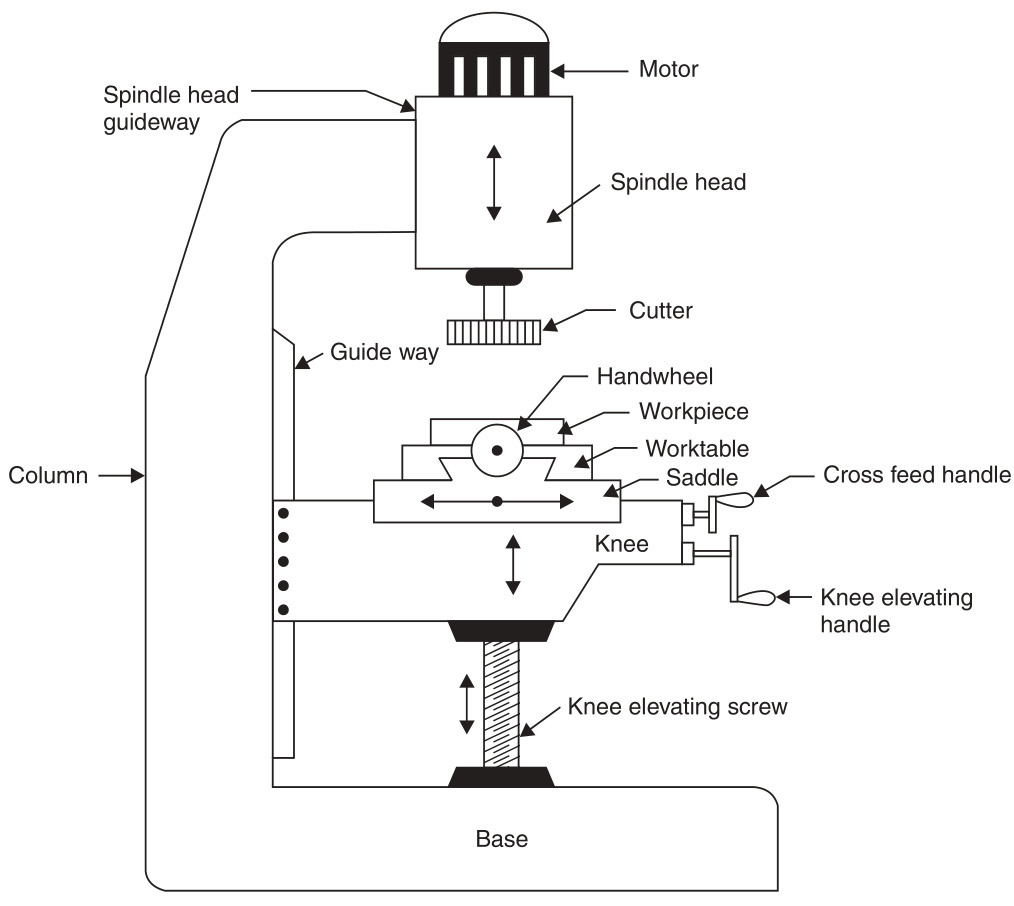 Motor
Spindle head
guideway
Spindle head
Cutter
Guide way
Handwheel
Workpiece
Worktable
Saddle
Column
Cross feed handle
Knee
Knee elevating
handle
Knee elevating screw
Base